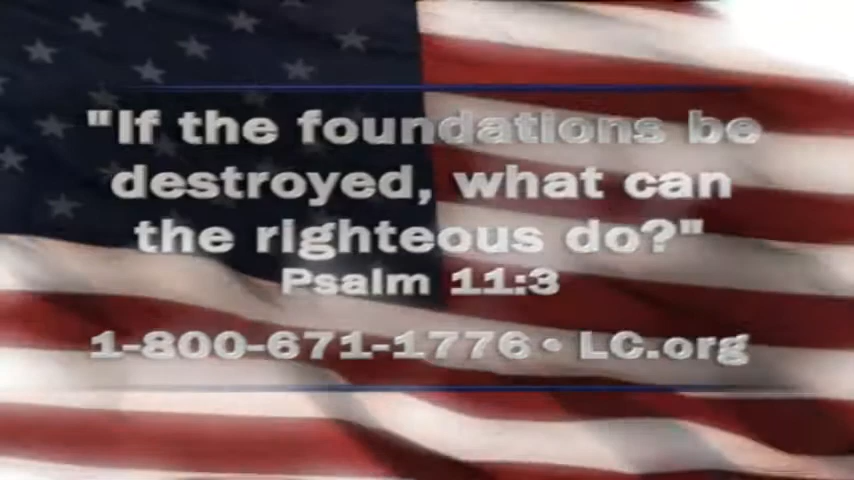 "If the foundations be
destroyed, what can
the righteous do?"
Psalm 11:3
1-800-671-1776 • LC.org